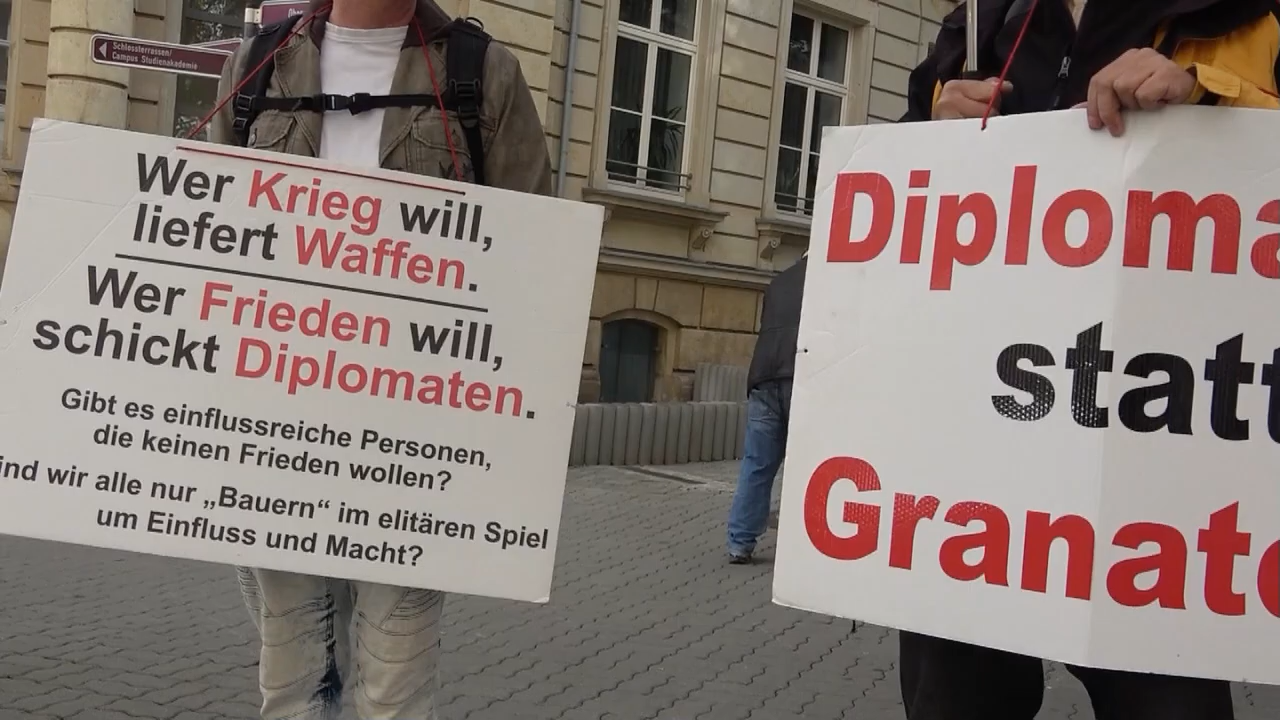 Schlossterrassen/
Campus Studienakademie
Wer Krieg will,
liefert Waffen.
Wer Frieden will,
schickt Diplomaten.
Gibt es einflussreiche Personen,
die keinen Frieden wollen?
ind wir alle nur „Bauern“ im elitären Spiel
um Einfluss und Macht?
Diploma
statt
Granate